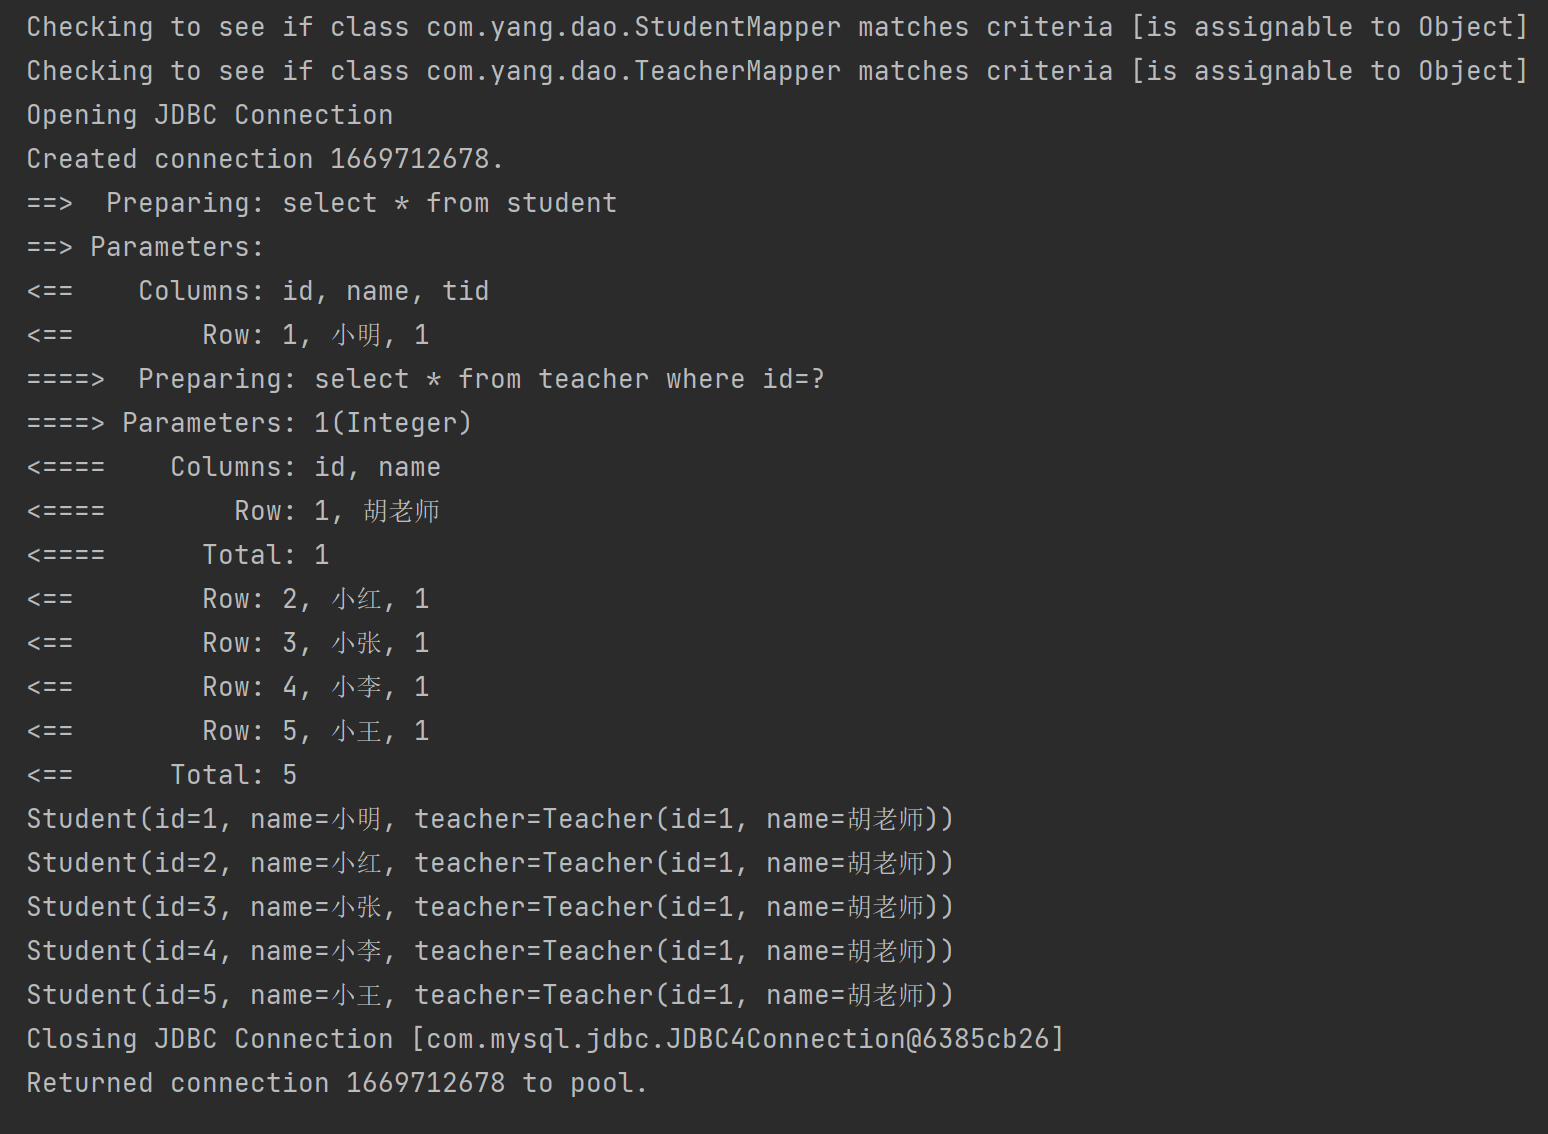 Checking to see if class com.yang.dao.StudentMapper matches criteria [is assignable to Object]
Checking to see if class com.yang.dao.TeacherMapper matches criteria [is assignable to Object]
Opening JDBC Connection
Created connection 1669712678.
==>  Preparing: select * from student
==> Parameters:
<==    Columns: id, name, tid
<==        Row: 1, 小明, 1
====>  Preparing: select * from teacher where id=?
====> Parameters: 1(Integer)
<====    Columns: id, name
<====        Row: 1, 胡老师
<====      Total: 1
<==        Row: 2, 小红, 1
<==        Row: 3, 小张, 1
<==        Row: 4, 小李, 1
<==        Row: 5, 小王, 1
<==      Total: 5
Student(id=1, name=小明, teacher=Teacher(id=1, name=胡老师))
Student(id=2, name=小红, teacher=Teacher(id=1, name=胡老师))
Student(id=3, name=小张, teacher=Teacher(id=1, name=胡老师))
Student(id=4, name=小李, teacher=Teacher(id=1, name=胡老师))
Student(id=5, name=小王, teacher=Teacher(id=1, name=胡老师))
Closing JDBC Connection [com.mysql.jdbc.JDBC4Connection@6385cb26]
Returned connection 1669712678 to pool.